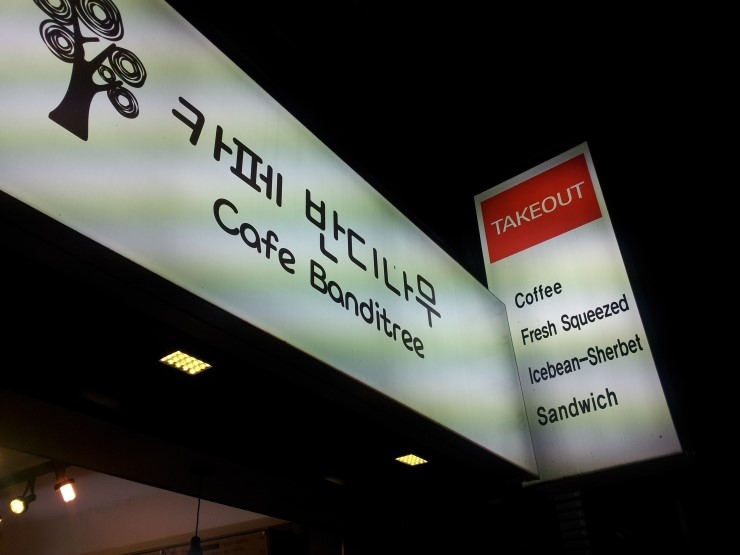 카페 반디나무
Cafe Banditree
TAKEOUT
Coffee
Fresh Squeezed
Icebean-Sherbet
Sandwich